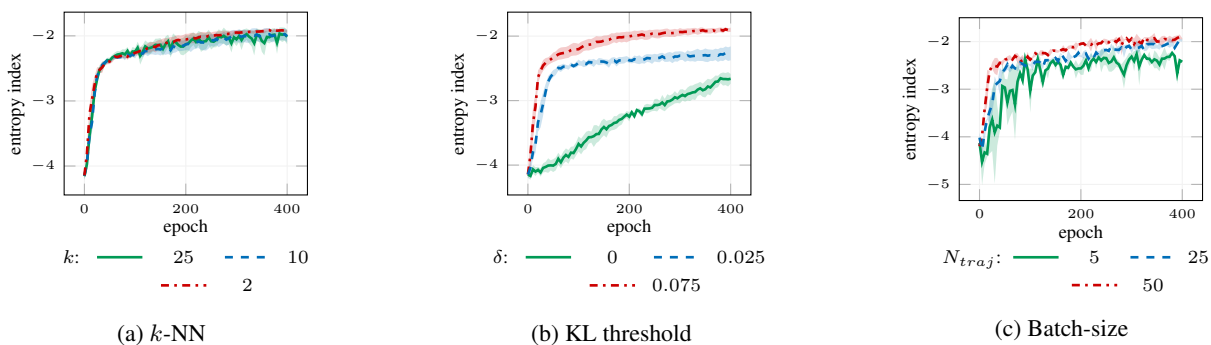 −2
−3
−4
entropy index
0
200
400
epoch
k: 25 10
2
(a) k-NN
−2
−3
−4
entropy index
0
200
400
epoch
δ: 0 0.025
0.075
(b) KL threshold
−2
−3
−4
−5
entropy index
0
200
400
epoch
N_{traj}: 5 25
50
(c) Batch-size